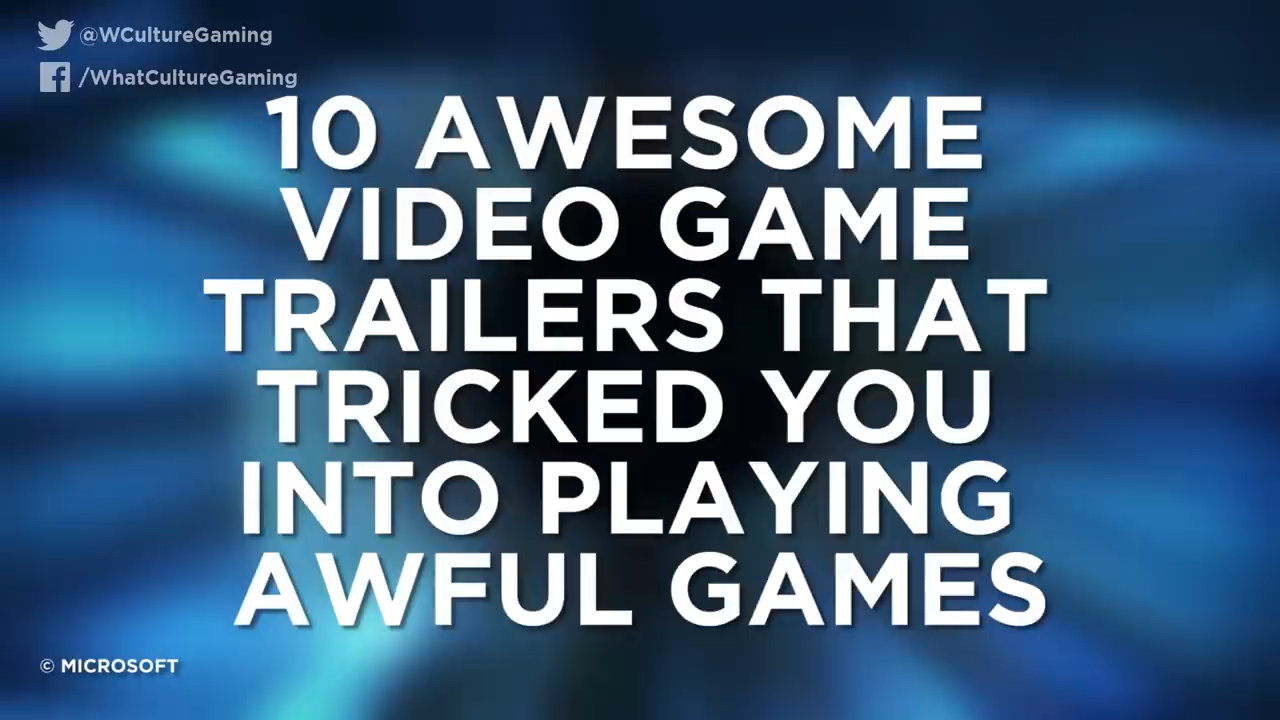 @WCultureGaming
/WhatCultureGaming
10 AWESOME
VIDEO GAME
TRAILERS THAT
TRICKED YOU
INTO PLAYING
AWFUL GAMES
© MICROSOFT